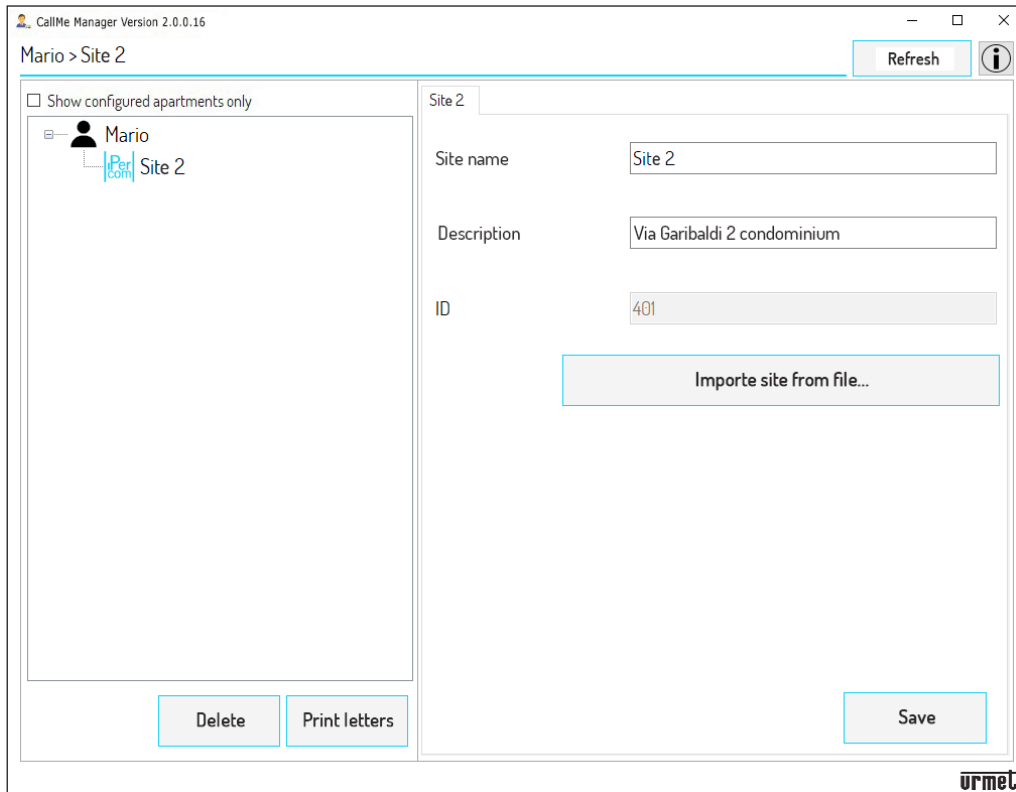 CallMe Manager Version 2.0.0.16
Mario > Site 2
Refresh
Show configured apartments only
Mario
iPer
com
Site 2
Delete
Print letters
Site 2
Site name
Site 2
Description
Via Garibaldi 2 condominium
ID
401
Importe site from file...
Save
urmet